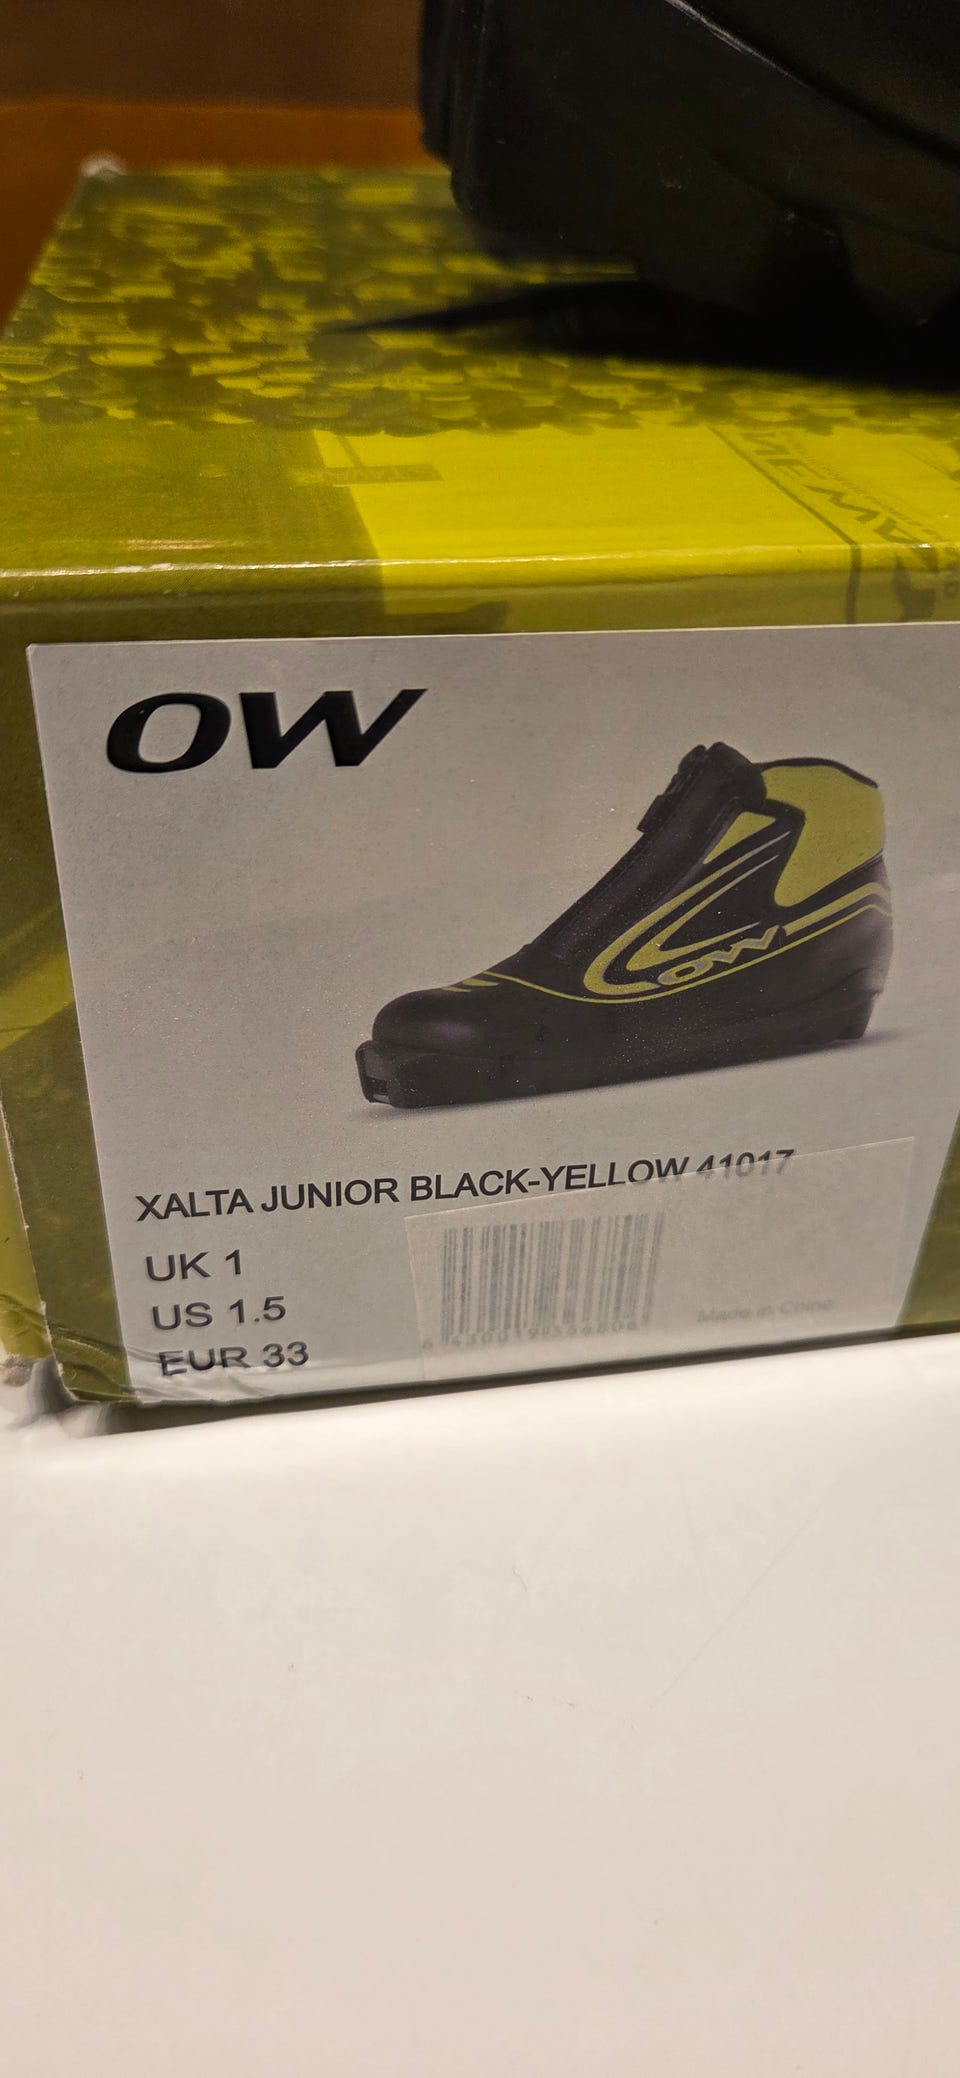 OW
OW
XALTA JUNIOR BLACK-YELLOW 41017
UK 1
US 1.5
EUR 33
Made in China